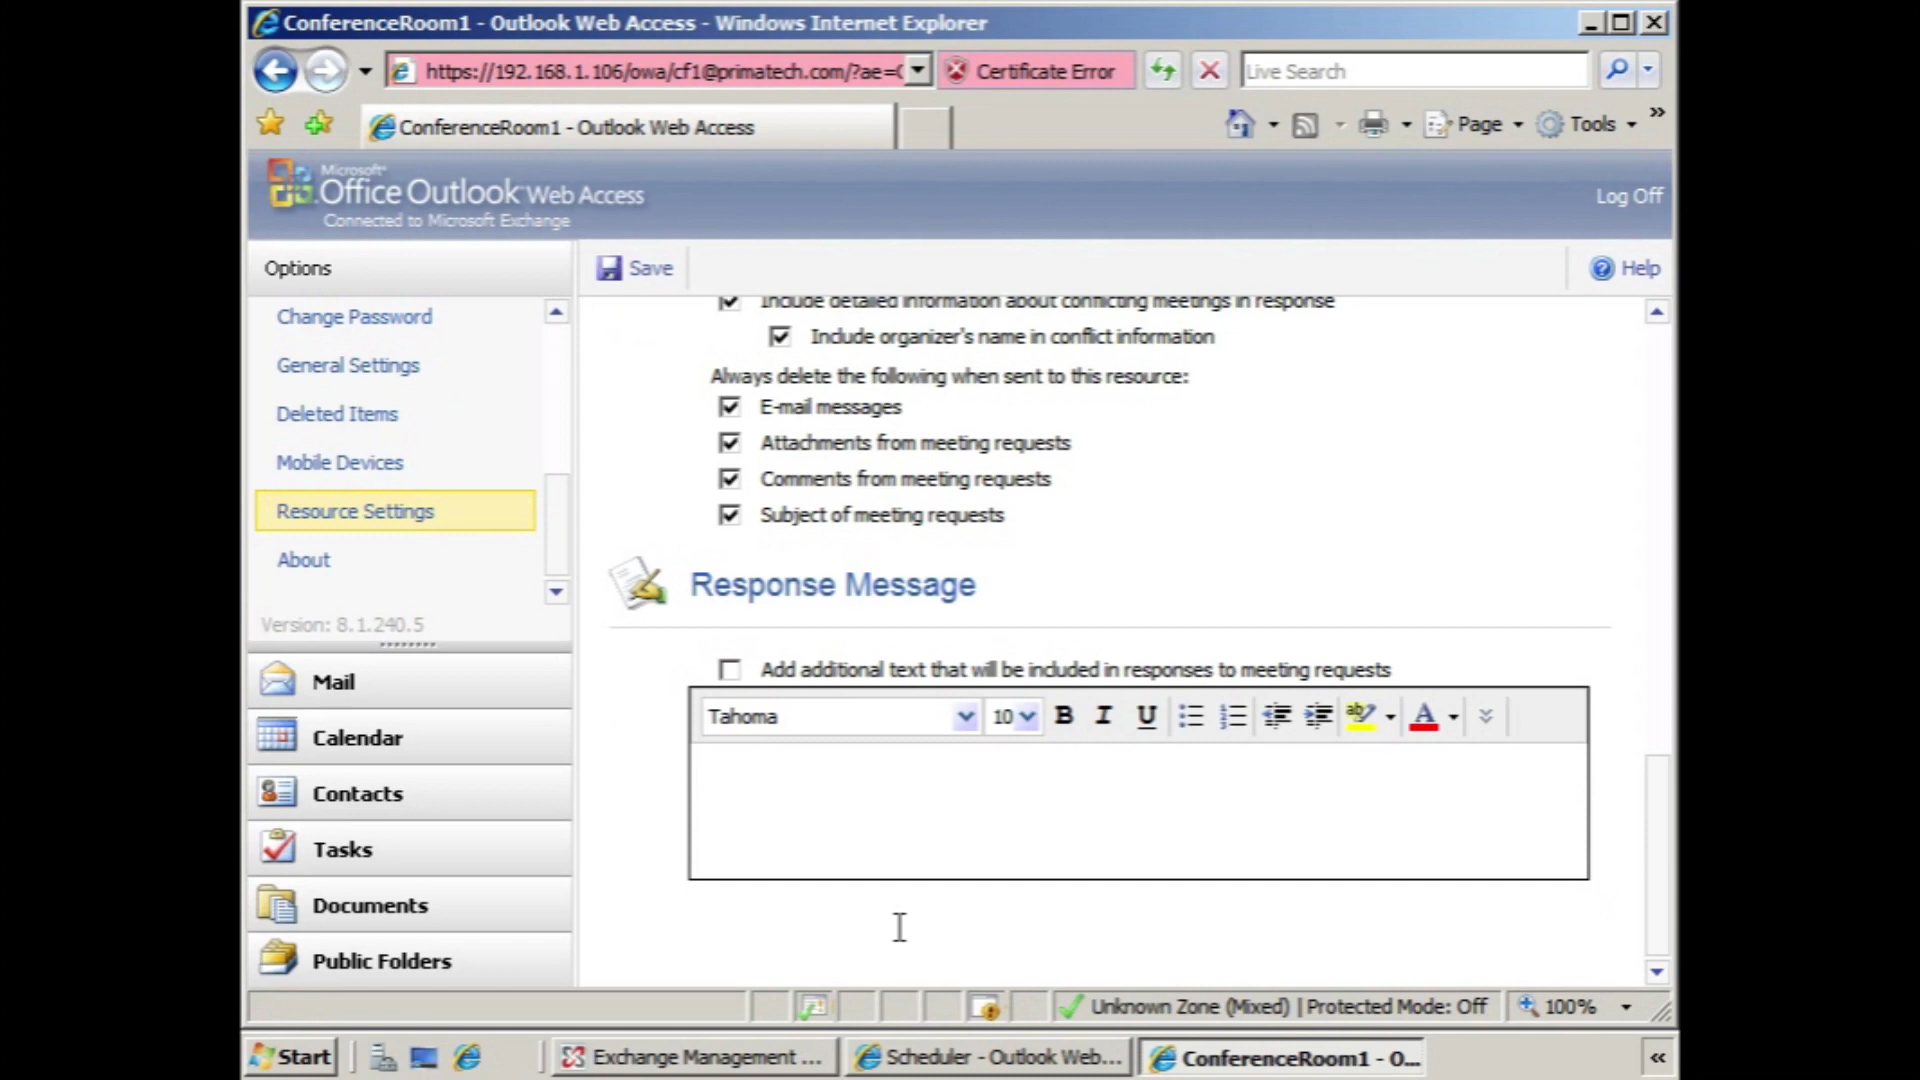 ConferenceRoom1 - Outlook Web Access - Windows Internet Explorer
https://192.168.1.106/owa/cf1@primatech.com/?ae=
Certificate Error
Live Search
ConferenceRoom1 - Outlook Web Access
Page
Tools
»
Microsoft
Office Outlook Web Access
Connected to Microsoft Exchange
Log Off
Options
Save
Help
Change Password
General Settings
Deleted Items
Mobile Devices
Resource Settings
About
Version: 8.1.240.5
Mail
Calendar
Contacts
Tasks
Documents
Public Folders
Include detailed information about conflicting meetings in response
Include organizer's name in conflict information
Always delete the following when sent to this resource:
E-mail messages
Attachments from meeting requests
Comments from meeting requests
Subject of meeting requests
Response Message
Add additional text that will be included in responses to meeting requests
Tahoma 10 B I U ab A
Unknown Zone (Mixed) | Protected Mode: Off
100%
Start
Exchange Management ...
Scheduler - Outlook Web...
ConferenceRoom1 - O...
«